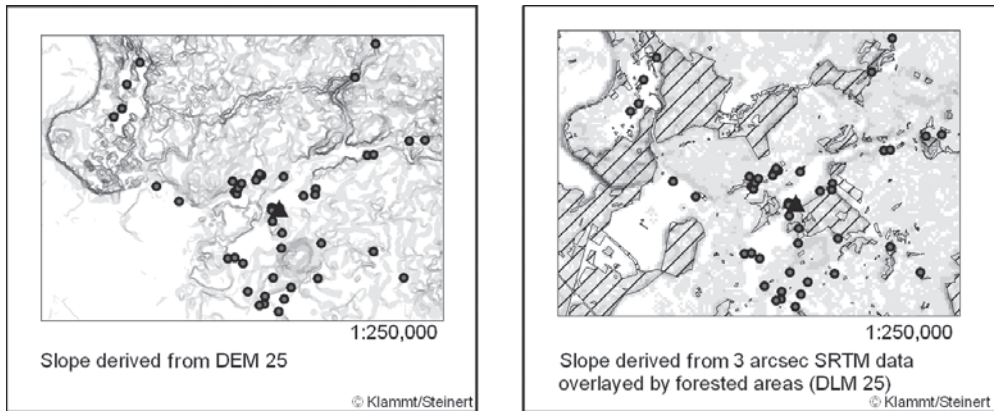 1:250,000
Slope derived from DEM 25
© Klammt/Steinert
1:250,000
Slope derived from 3 arcsec SRTM data
overlayed by forested areas (DLM 25)
© Klammt/Steinert